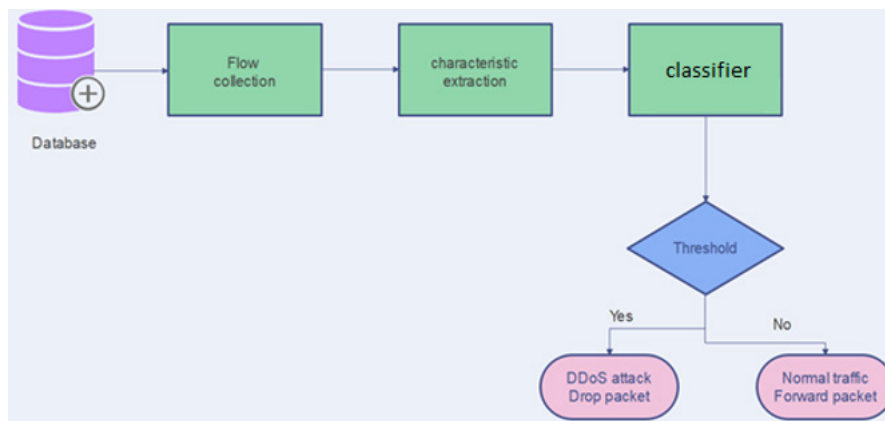 Database
Flow
collection
characteristic
extraction
classifier
Threshold
Yes
No
DDoS attack
Drop packet
Normal traffic
Forward packet